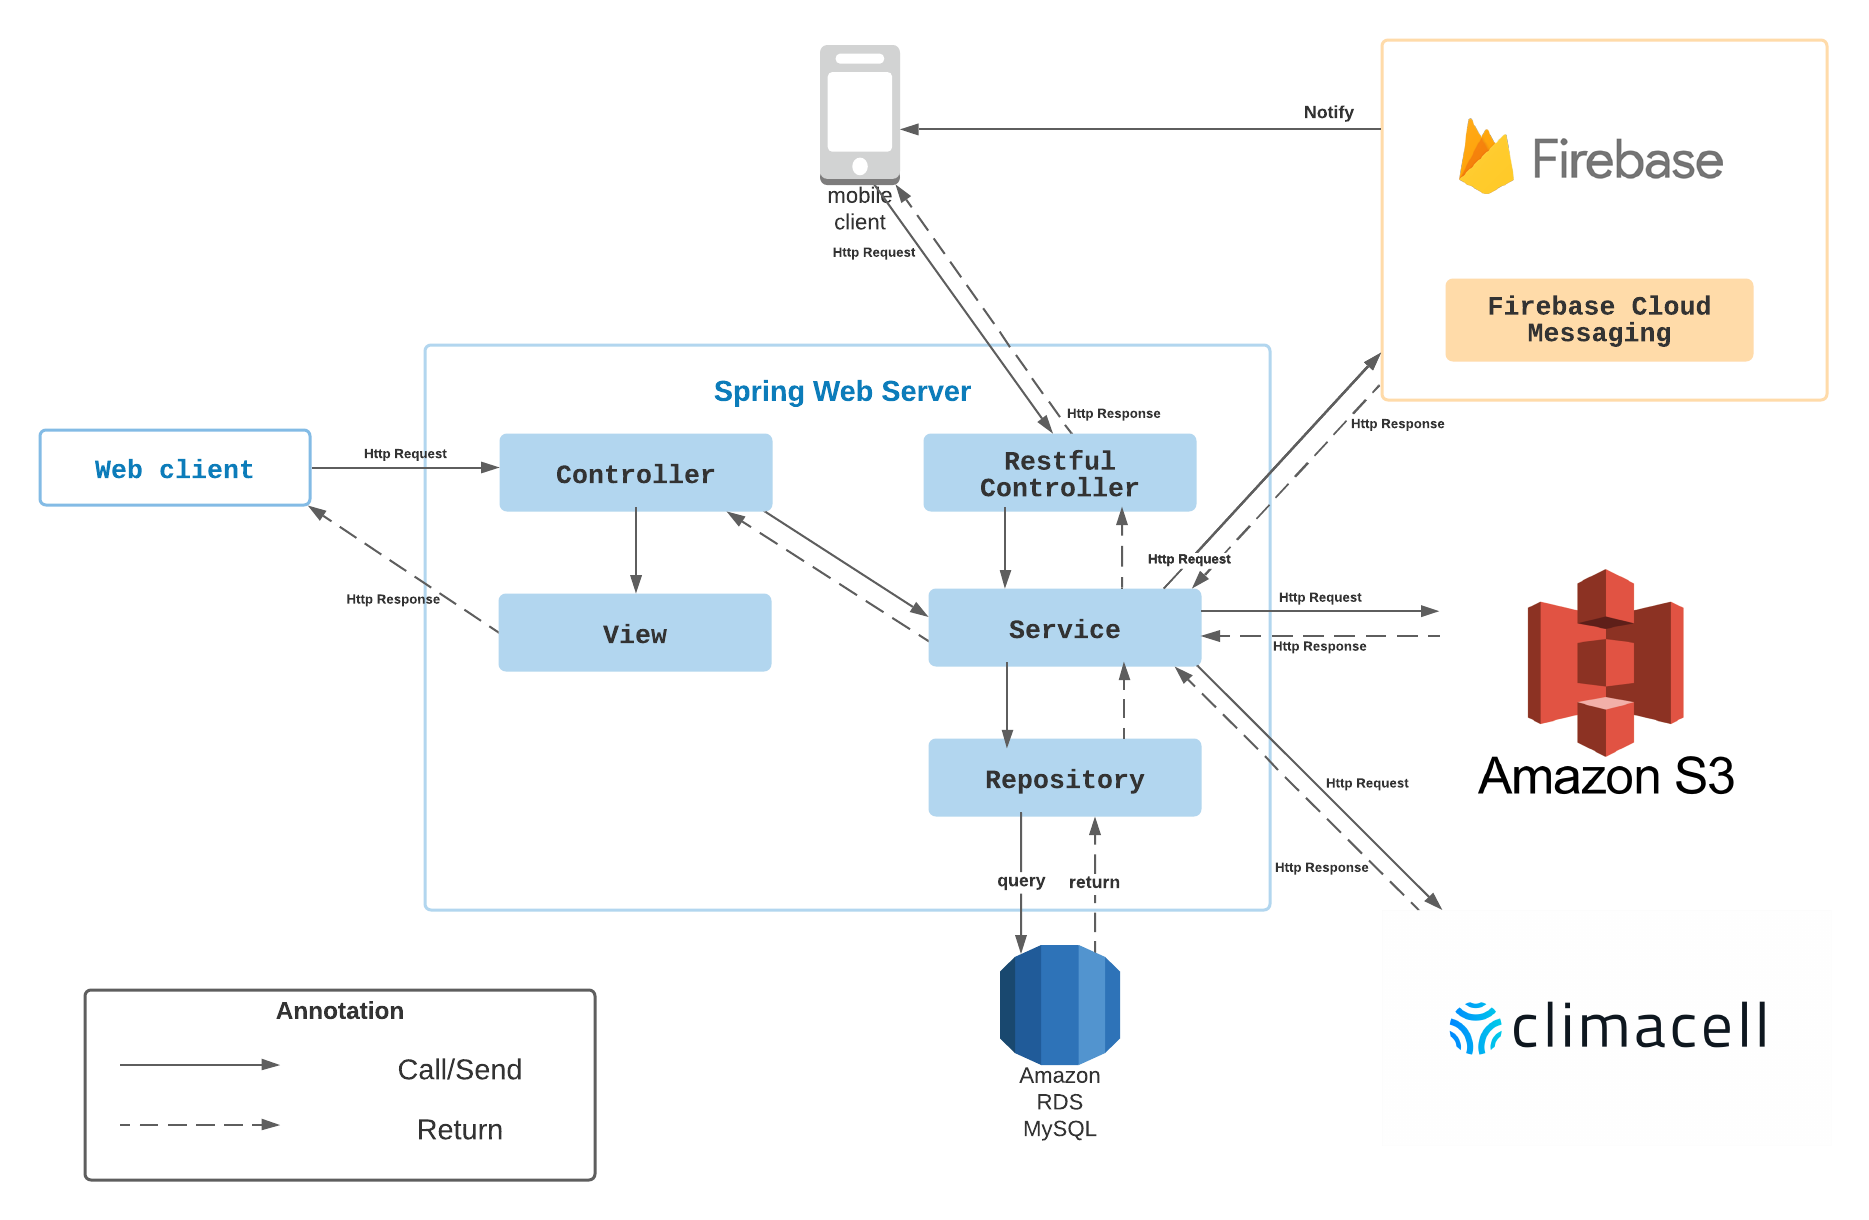 Notify
Firebase
mobile
client
Http Request
Firebase Cloud
Messaging
Spring Web Server
Http Response
Http Response
Web client
Http Request
Controller
Restful
Controller
Http Request
Http Response
View
Service
Http Request
Http Response
Repository
Amazon S3
Http Request
Http Response
query
return
climacell
Amazon
RDS
MySQL
Annotation
Call/Send
Return